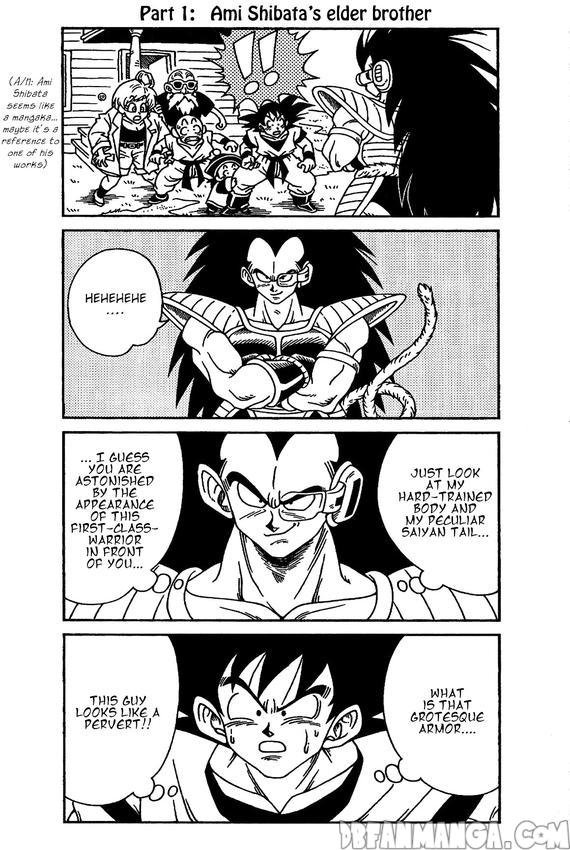 Part 1: Ami Shibata's elder brother
(A/N: Ami
Shibata
seems like
a mangaka...
maybe it's a
reference to
one of his
works)
!!
HEHEHEHE
....
JUST LOOK
AT MY
HARD-TRAINED
BODY AND
MY PECULIAR
SAIYAN TAIL...
... I GUESS
YOU ARE
ASTONISHED
BY THE
APPEARANCE
OF THIS
FIRST-CLASS-
WARRIOR
IN FRONT
OF YOU...
WHAT
IS THAT
GROTESQUE
ARMOR....
THIS GUY
LOOKS LIKE A
PERVERT!!
DBFANMANGA.COM